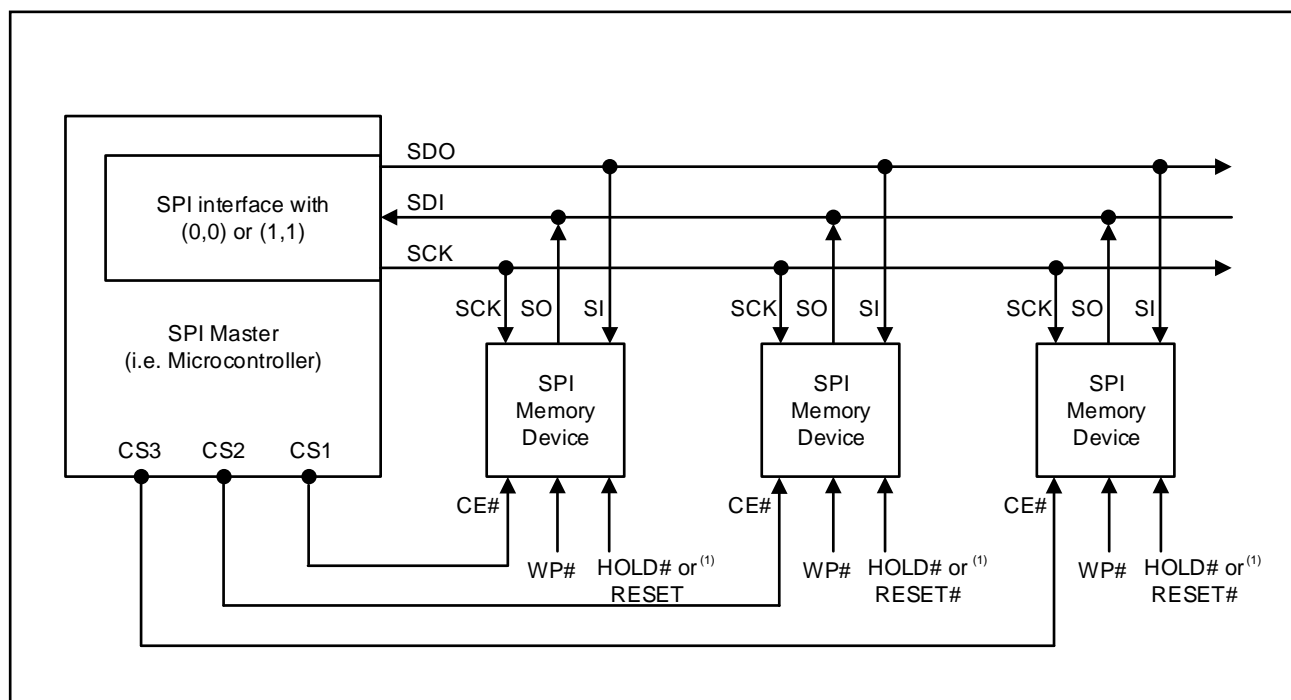 SDO
SPI interface with
(0,0) or (1,1)
SDI
SCK
SPI Master
(i.e. Microcontroller)
SCK SO SI
SCK SO SI
SCK SO SI
SPI
Memory
Device
SPI
Memory
Device
SPI
Memory
Device
CS3 CS2 CS1
CE#
WP#
HOLD# or (1)
RESET
CE#
WP#
HOLD# or (1)
RESET#
CE#
WP#
HOLD# or (1)
RESET#